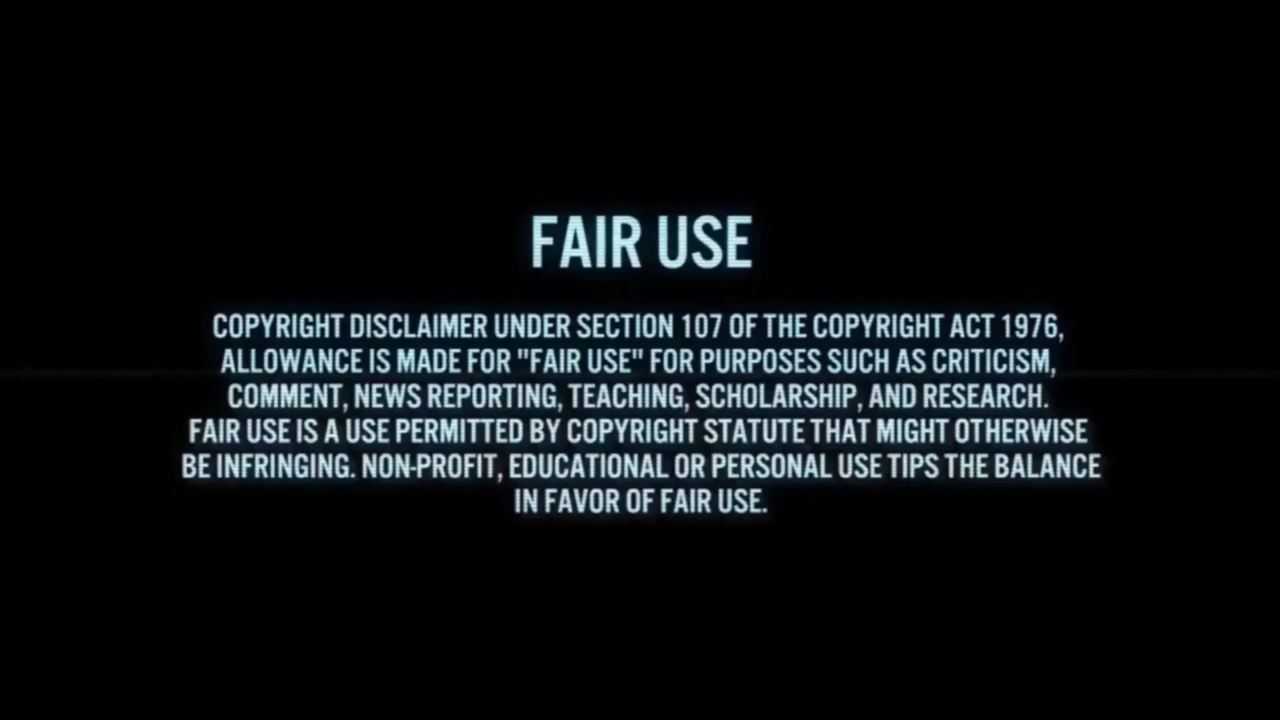 FAIR USE
COPYRIGHT DISCLAIMER UNDER SECTION 107 OF THE COPYRIGHT ACT 1976,
ALLOWANCE IS MADE FOR "FAIR USE" FOR PURPOSES SUCH AS CRITICISM,
COMMENT, NEWS REPORTING, TEACHING, SCHOLARSHIP, AND RESEARCH.
FAIR USE IS A USE PERMITTED BY COPYRIGHT STATUTE THAT MIGHT OTHERWISE
BE INFRINGING. NON-PROFIT, EDUCATIONAL OR PERSONAL USE TIPS THE BALANCE
IN FAVOR OF FAIR USE.